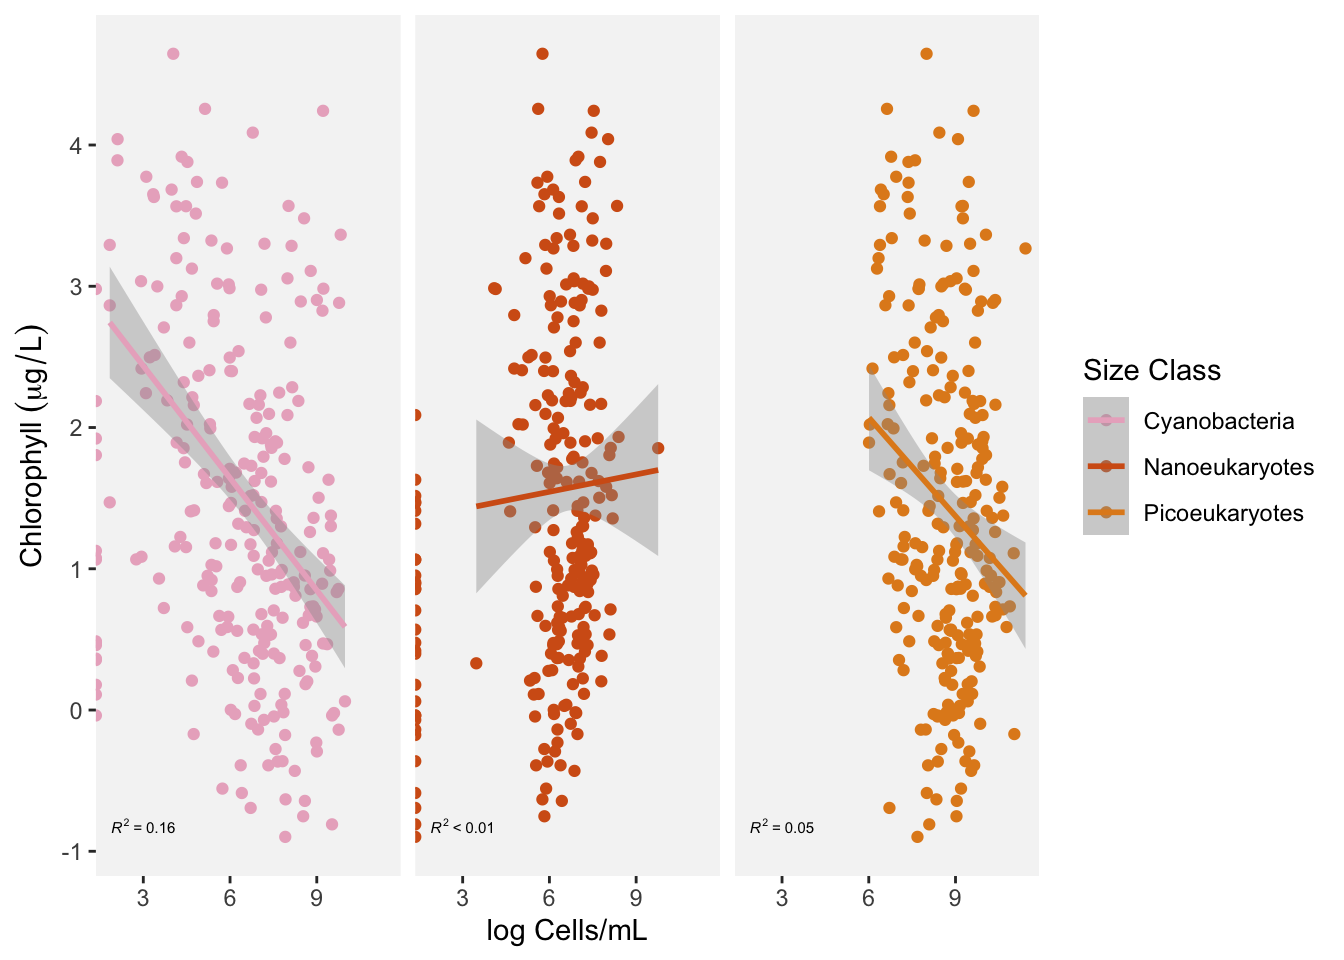 Chlorophyll (μg/L)
4
3
2
1
0
-1
R² = 0.16
R² < 0.01
R² = 0.05
3 6 9
3 6 9
3 6 9
log Cells/mL
Size Class
Cyanobacteria
Nanoeukaryotes
Picoeukaryotes